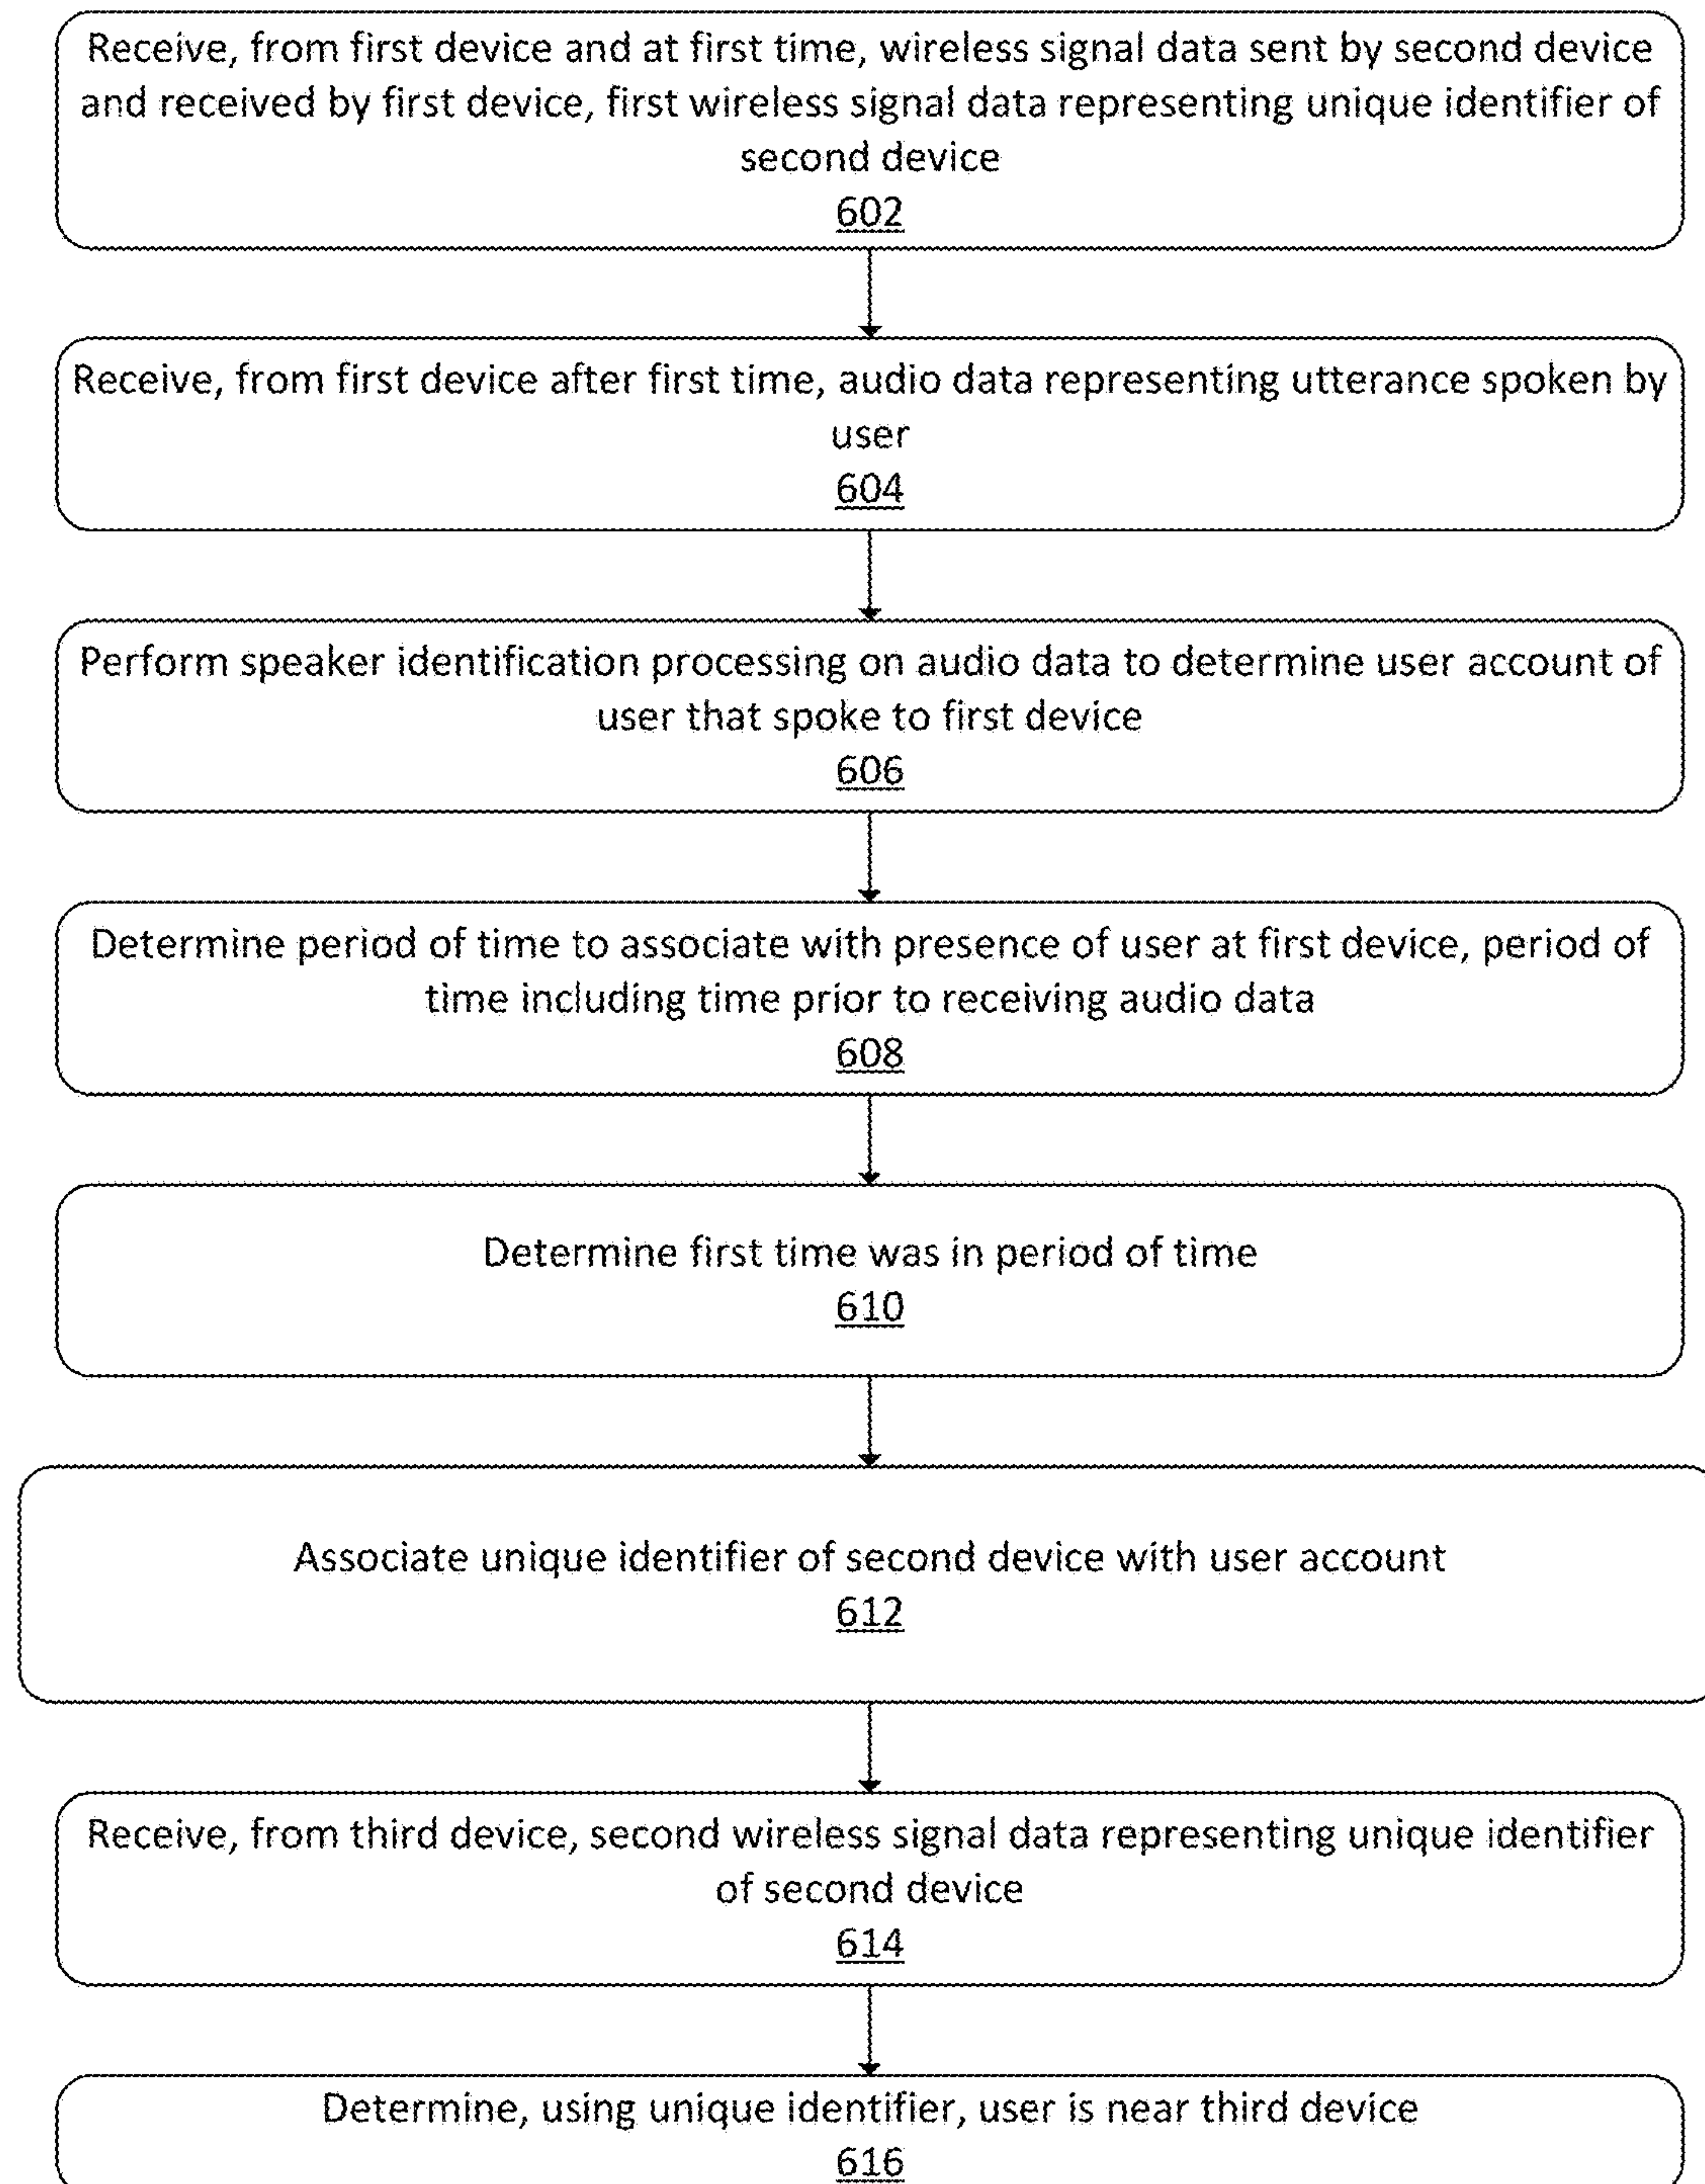 Receive, from first device and at first time, wireless signal data sent by second device
and received by first device, first wireless signal data representing unique identifier of
second device
602
Receive, from first device after first time, audio data representing utterance spoken by
user
604
Perform speaker identification processing on audio data to determine user account of
user that spoke to first device
606
Determine period of time to associate with presence of user at first device, period of
time including time prior to receiving audio data
608
Determine first time was in period of time
610
Associate unique identifier of second device with user account
612
Receive, from third device, second wireless signal data representing unique identifier
of second device
614
Determine, using unique identifier, user is near third device
616